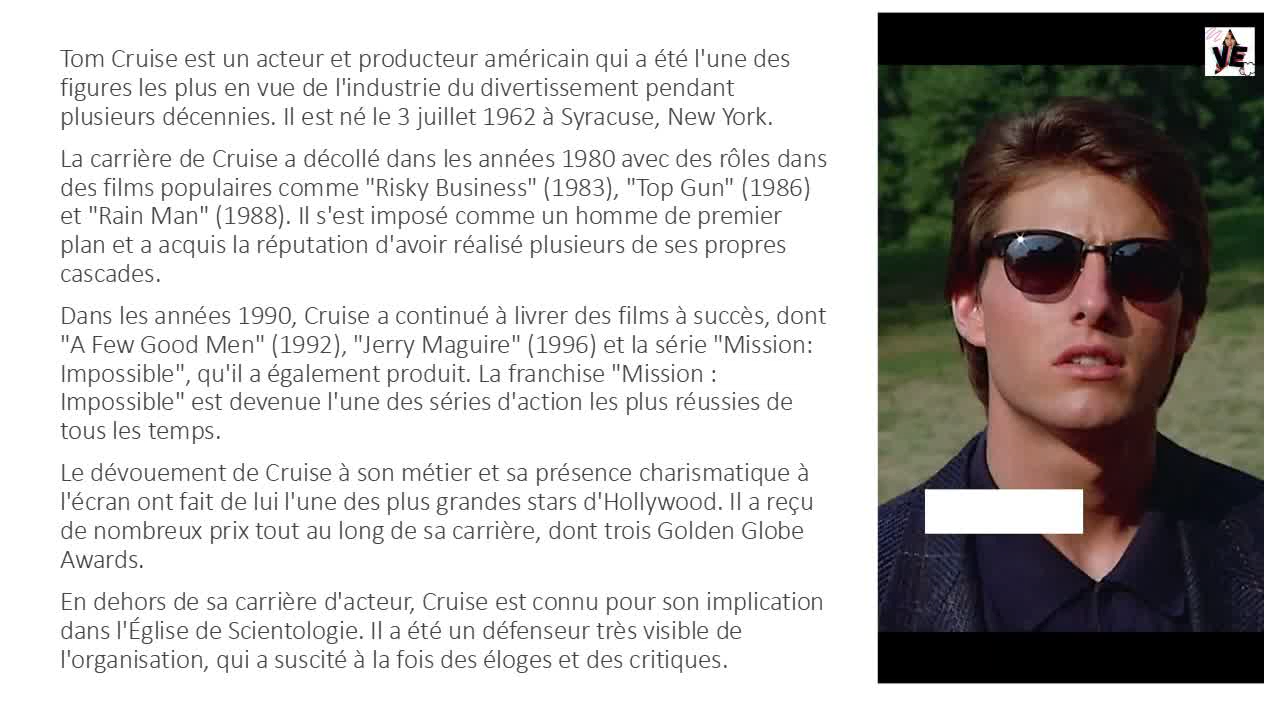 Tom Cruise est un acteur et producteur américain qui a été l'une des
figures les plus en vue de l'industrie du divertissement pendant
plusieurs décennies. Il est né le 3 juillet 1962 à Syracuse, New York.
La carrière de Cruise a décollé dans les années 1980 avec des rôles dans
des films populaires comme "Risky Business" (1983), "Top Gun" (1986)
et "Rain Man" (1988). Il s'est imposé comme un homme de premier
plan et a acquis la réputation d'avoir réalisé plusieurs de ses propres
cascades.
Dans les années 1990, Cruise a continué à livrer des films à succès, dont
"A Few Good Men" (1992), "Jerry Maguire" (1996) et la série "Mission:
Impossible", qu'il a également produit. La franchise "Mission :
Impossible" est devenue l'une des séries d'action les plus réussies de
tous les temps.
Le dévouement de Cruise à son métier et sa présence charismatique à
l'écran ont fait de lui l'une des plus grandes stars d'Hollywood. Il a reçu
de nombreux prix tout au long de sa carrière, dont trois Golden Globe
Awards.
En dehors de sa carrière d'acteur, Cruise est connu pour son implication
dans l'Église de Scientologie. Il a été un défenseur très visible de
l'organisation, qui a suscité à la fois des éloges et des critiques.